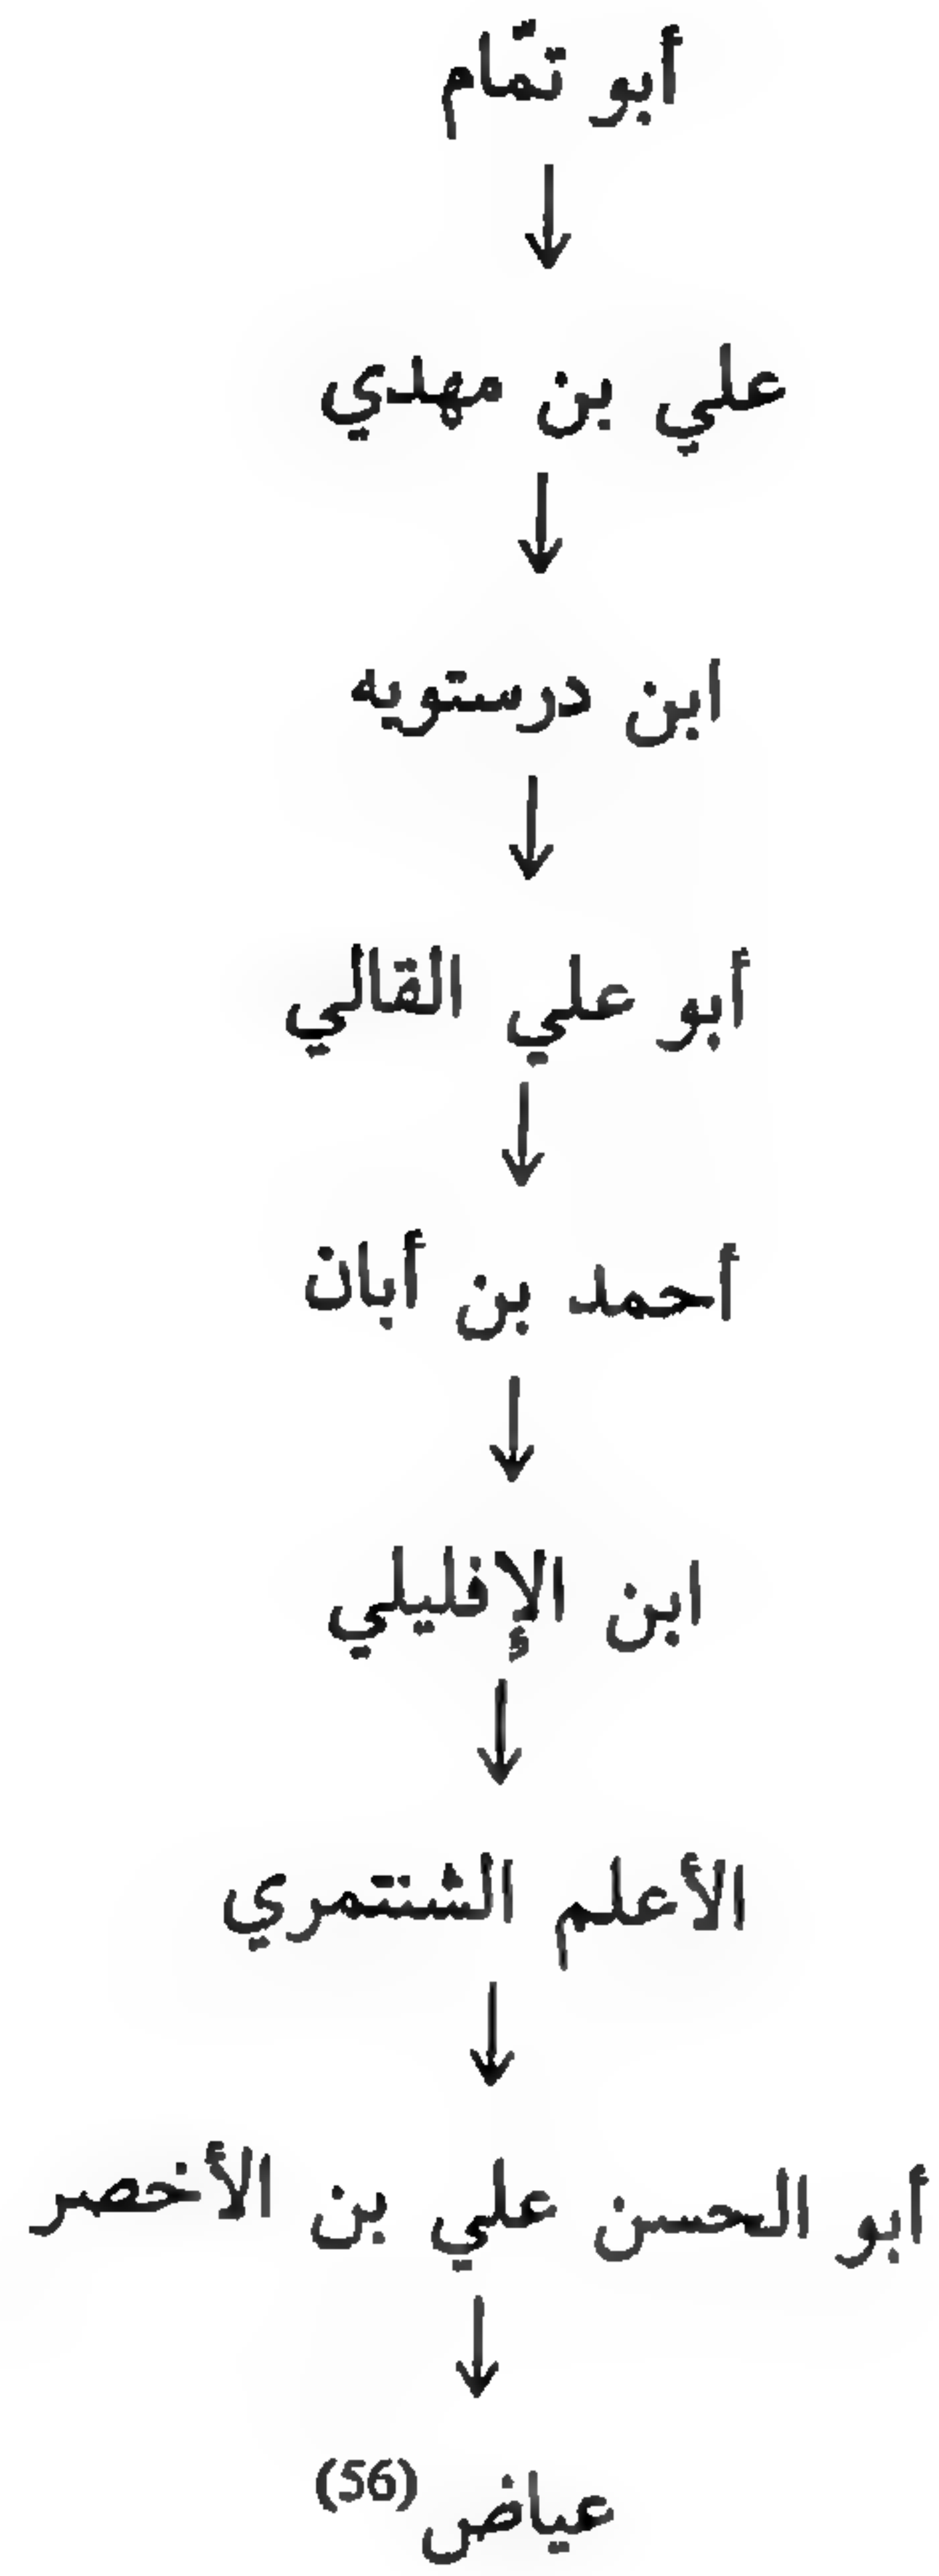 أبو تمّام
↓
علي بن مهدي
↓
ابن درستويه
↓
أبو علي القالي
↓
أحمد بن أبان
↓
ابن الإفليلي
↓
الأعلم الشنتمري
↓
أبو الحسن علي بن الأخصر
↓
عياض (56)